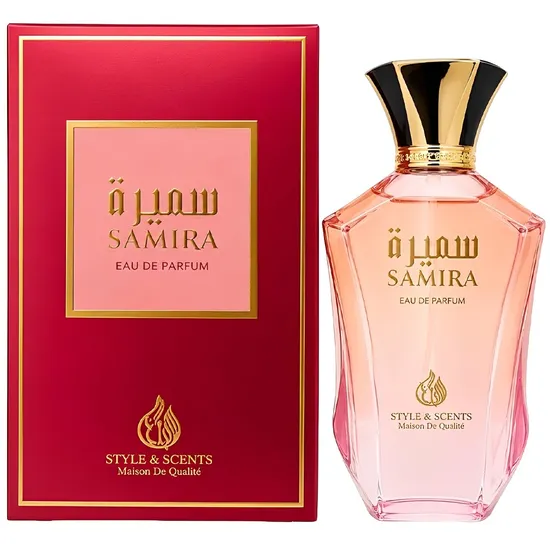 سميرة
SAMIRA
EAU DE PARFUM
STYLE & SCENTS
Maison De Qualité
سميرة
SAMIRA
EAU DE PARFUM
STYLE & SCENTS
Maison De Qualité